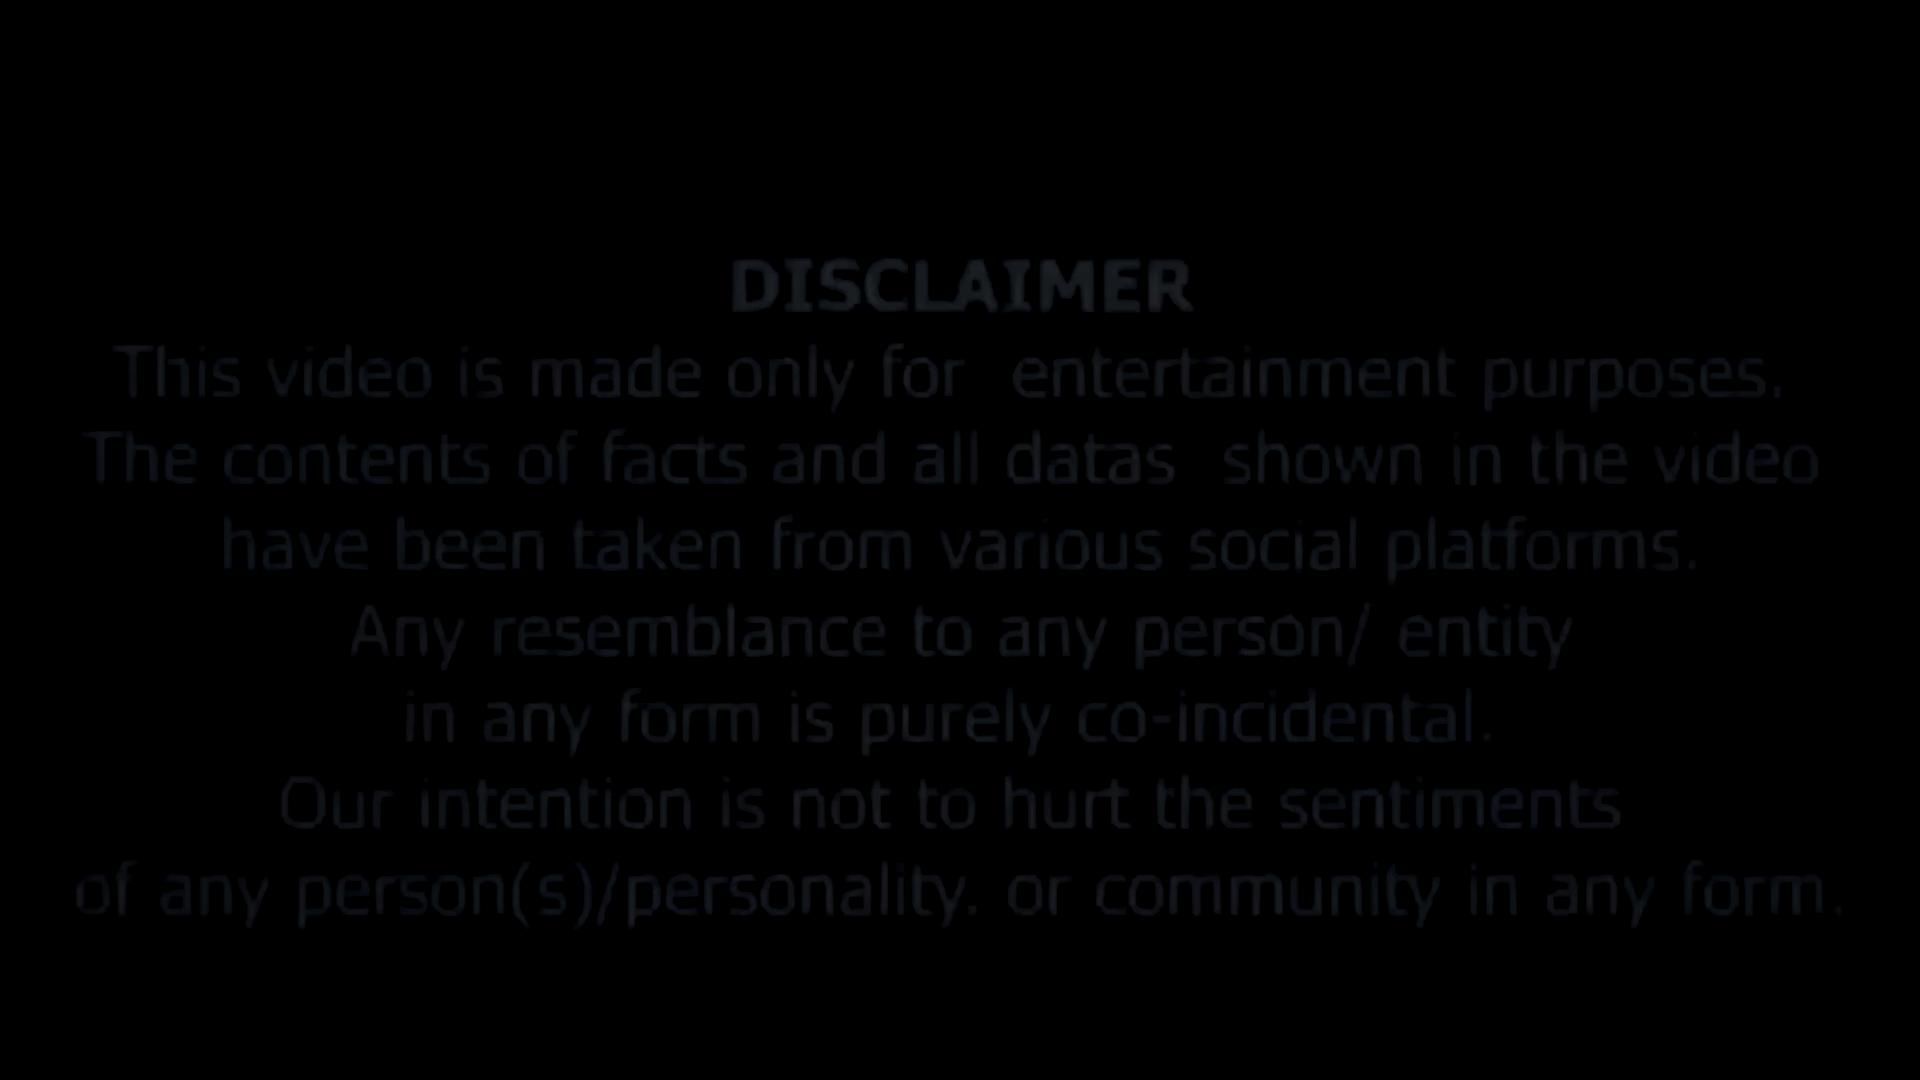 DISCLAIMER
This video is made only for entertainment purposes.
The contents of facts and all datas shown in the video
have been taken from various social platforms.
Any resemblance to any person/ entity
in any form is purely co-incidental.
Our intention is not to hurt the sentiments
of any person(s)/personality. or community in any form.